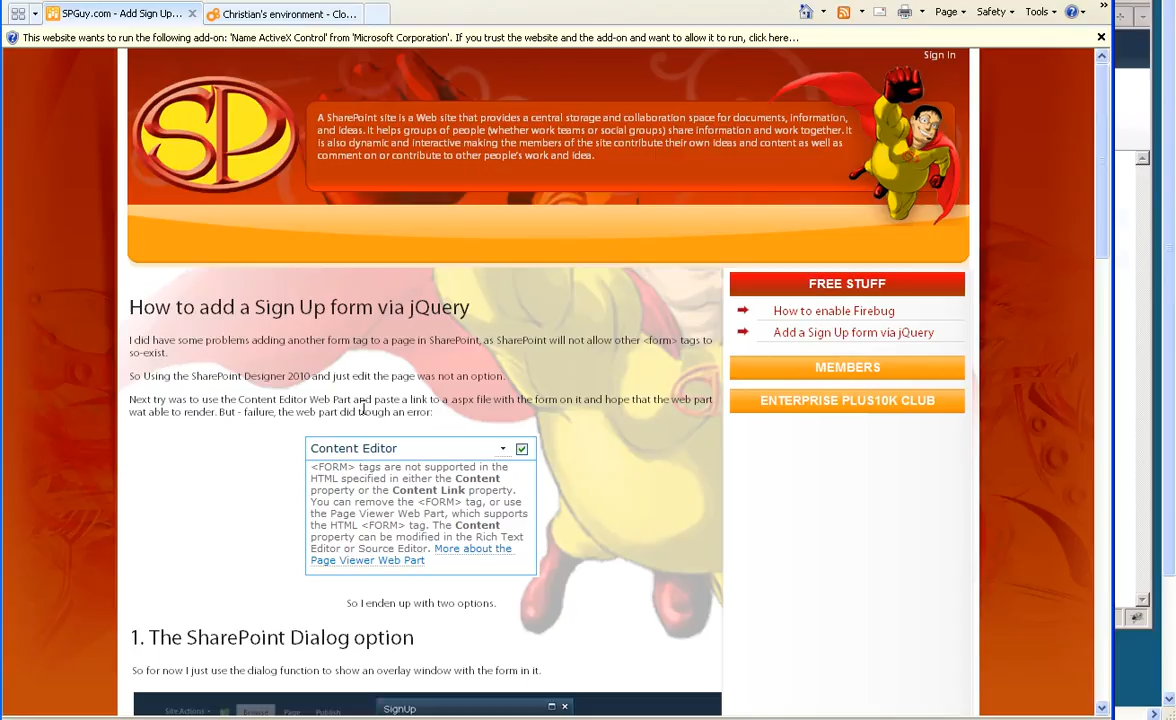 SPGuy.com - Add Sign Up...
Christian's environment - Clo...
Page
Safety
Tools
This website wants to run the following add-on: 'Name ActiveX Control' from 'Microsoft Corporation'. If you trust the website and the add-on and want to allow it to run, click here...
Sign In
SP
A SharePoint site is a Web site that provides a central storage and collaboration space for documents, information,
and ideas. It helps groups of people (whether work teams or social groups) share information and work together. It
is also dynamic and interactive making the members of the site contribute their own ideas and content as well as
comment on or contribute to other people's work and idea.
How to add a Sign Up form via jQuery
I did have some problems adding another form tag to a page in SharePoint, as SharePoint will not allow other <form> tags to
so-exist.
So Using the SharePoint Designer 2010 and just edit the page was not an option.
Next try was to use the Content Editor Web Part and paste a link to a .aspx file with the form on it and hope that the web part
wat able to render. But - failure, the web part did tough an error:
Content Editor
<FORM> tags are not supported in the
HTML specified in either the Content
property or the Content Link property.
You can remove the <FORM> tag, or use
the Page Viewer Web Part, which supports
the HTML <FORM> tag. The Content
property can be modified in the Rich Text
Editor or Source Editor. More about the
Page Viewer Web Part
So I enden up with two options.
1. The SharePoint Dialog option
So for now I just use the dialog function to show an overlay window with the form in it.
Site Actions
Browse
Page
Publish
SignUp
FREE STUFF
How to enable Firebug
Add a Sign Up form via jQuery
MEMBERS
ENTERPRISE PLUS10K CLUB